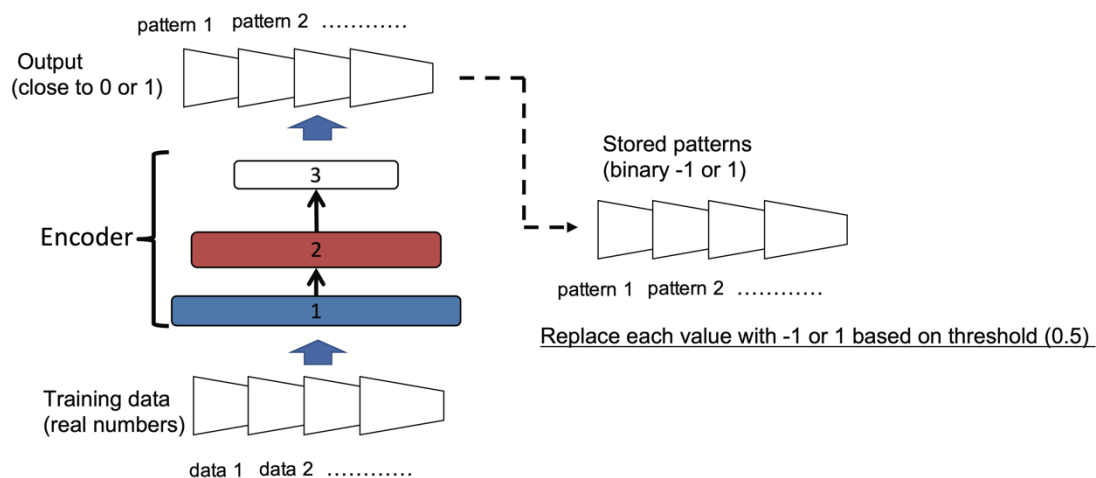 pattern 1 pattern 2 ............
Output
(close to 0 or 1)
Stored patterns
(binary -1 or 1)
3
Encoder
2
1
pattern 1 pattern 2 ............
Replace each value with -1 or 1 based on threshold (0.5)
Training data
(real numbers)
data 1 data 2 ............